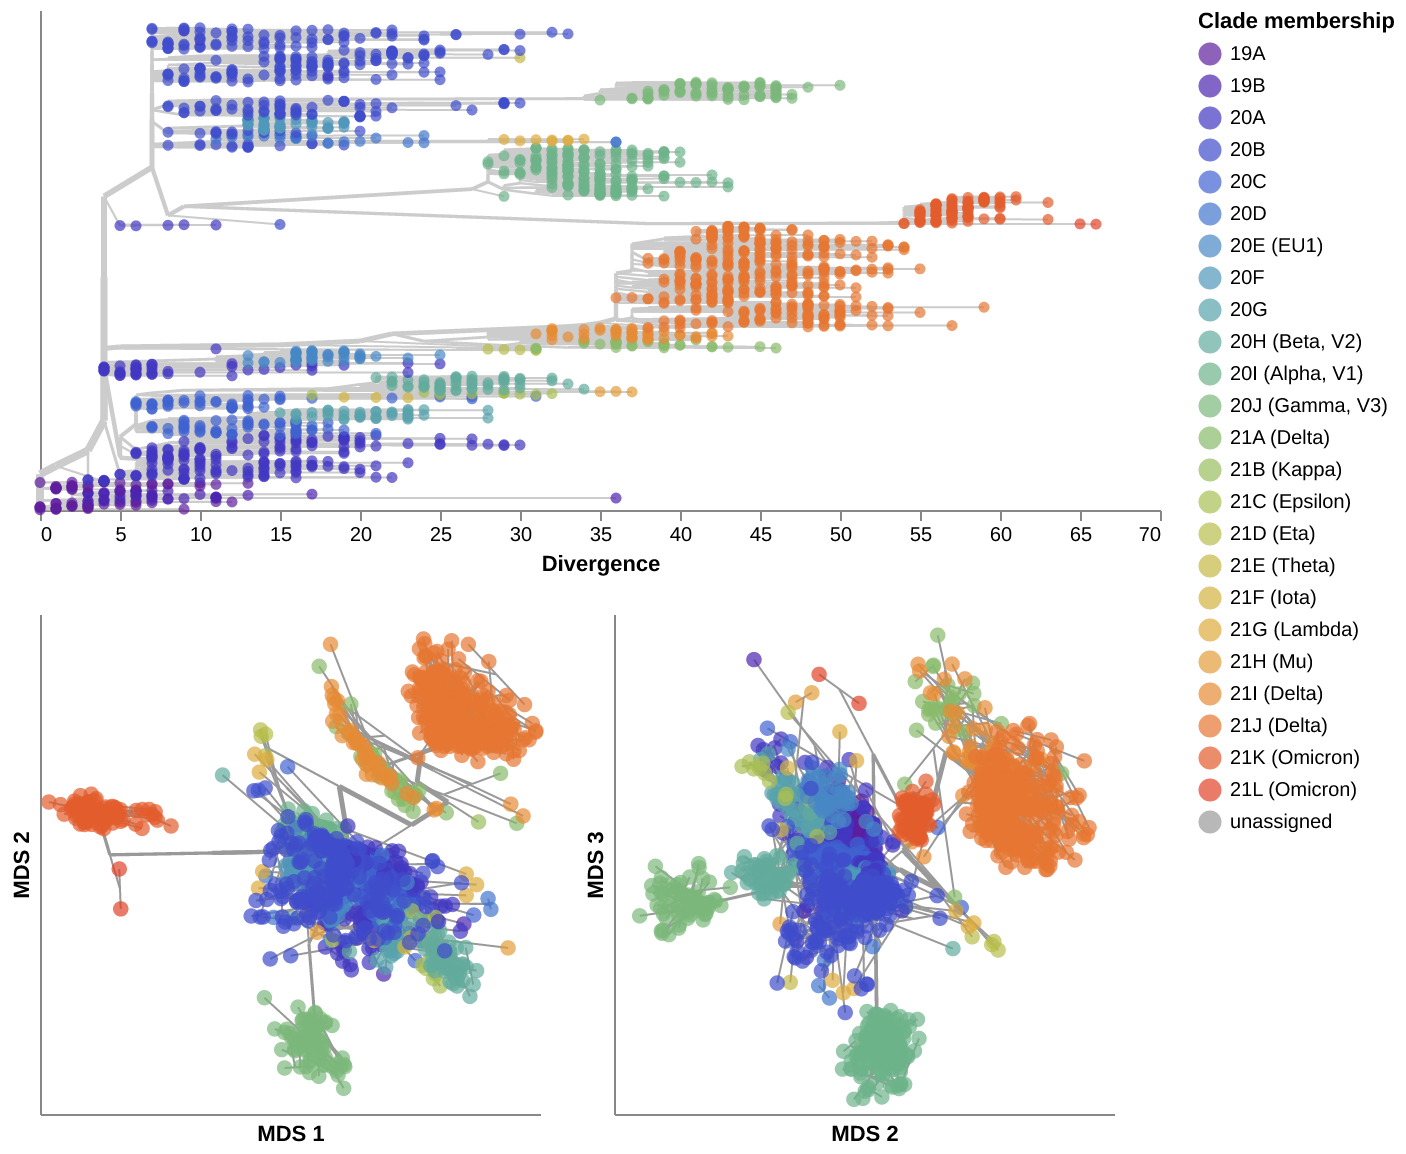 Clade membership
19A
19B
20A
20B
20C
20D
20E (EU1)
20F
20G
20H (Beta, V2)
20I (Alpha, V1)
20J (Gamma, V3)
21A (Delta)
21B (Kappa)
21C (Epsilon)
21D (Eta)
21E (Theta)
21F (Iota)
21G (Lambda)
21H (Mu)
21I (Delta)
21J (Delta)
21K (Omicron)
21L (Omicron)
unassigned
0 5 10 15 20 25 30 35 40 45 50 55 60 65 70
Divergence
MDS 2
MDS 1
MDS 3
MDS 2